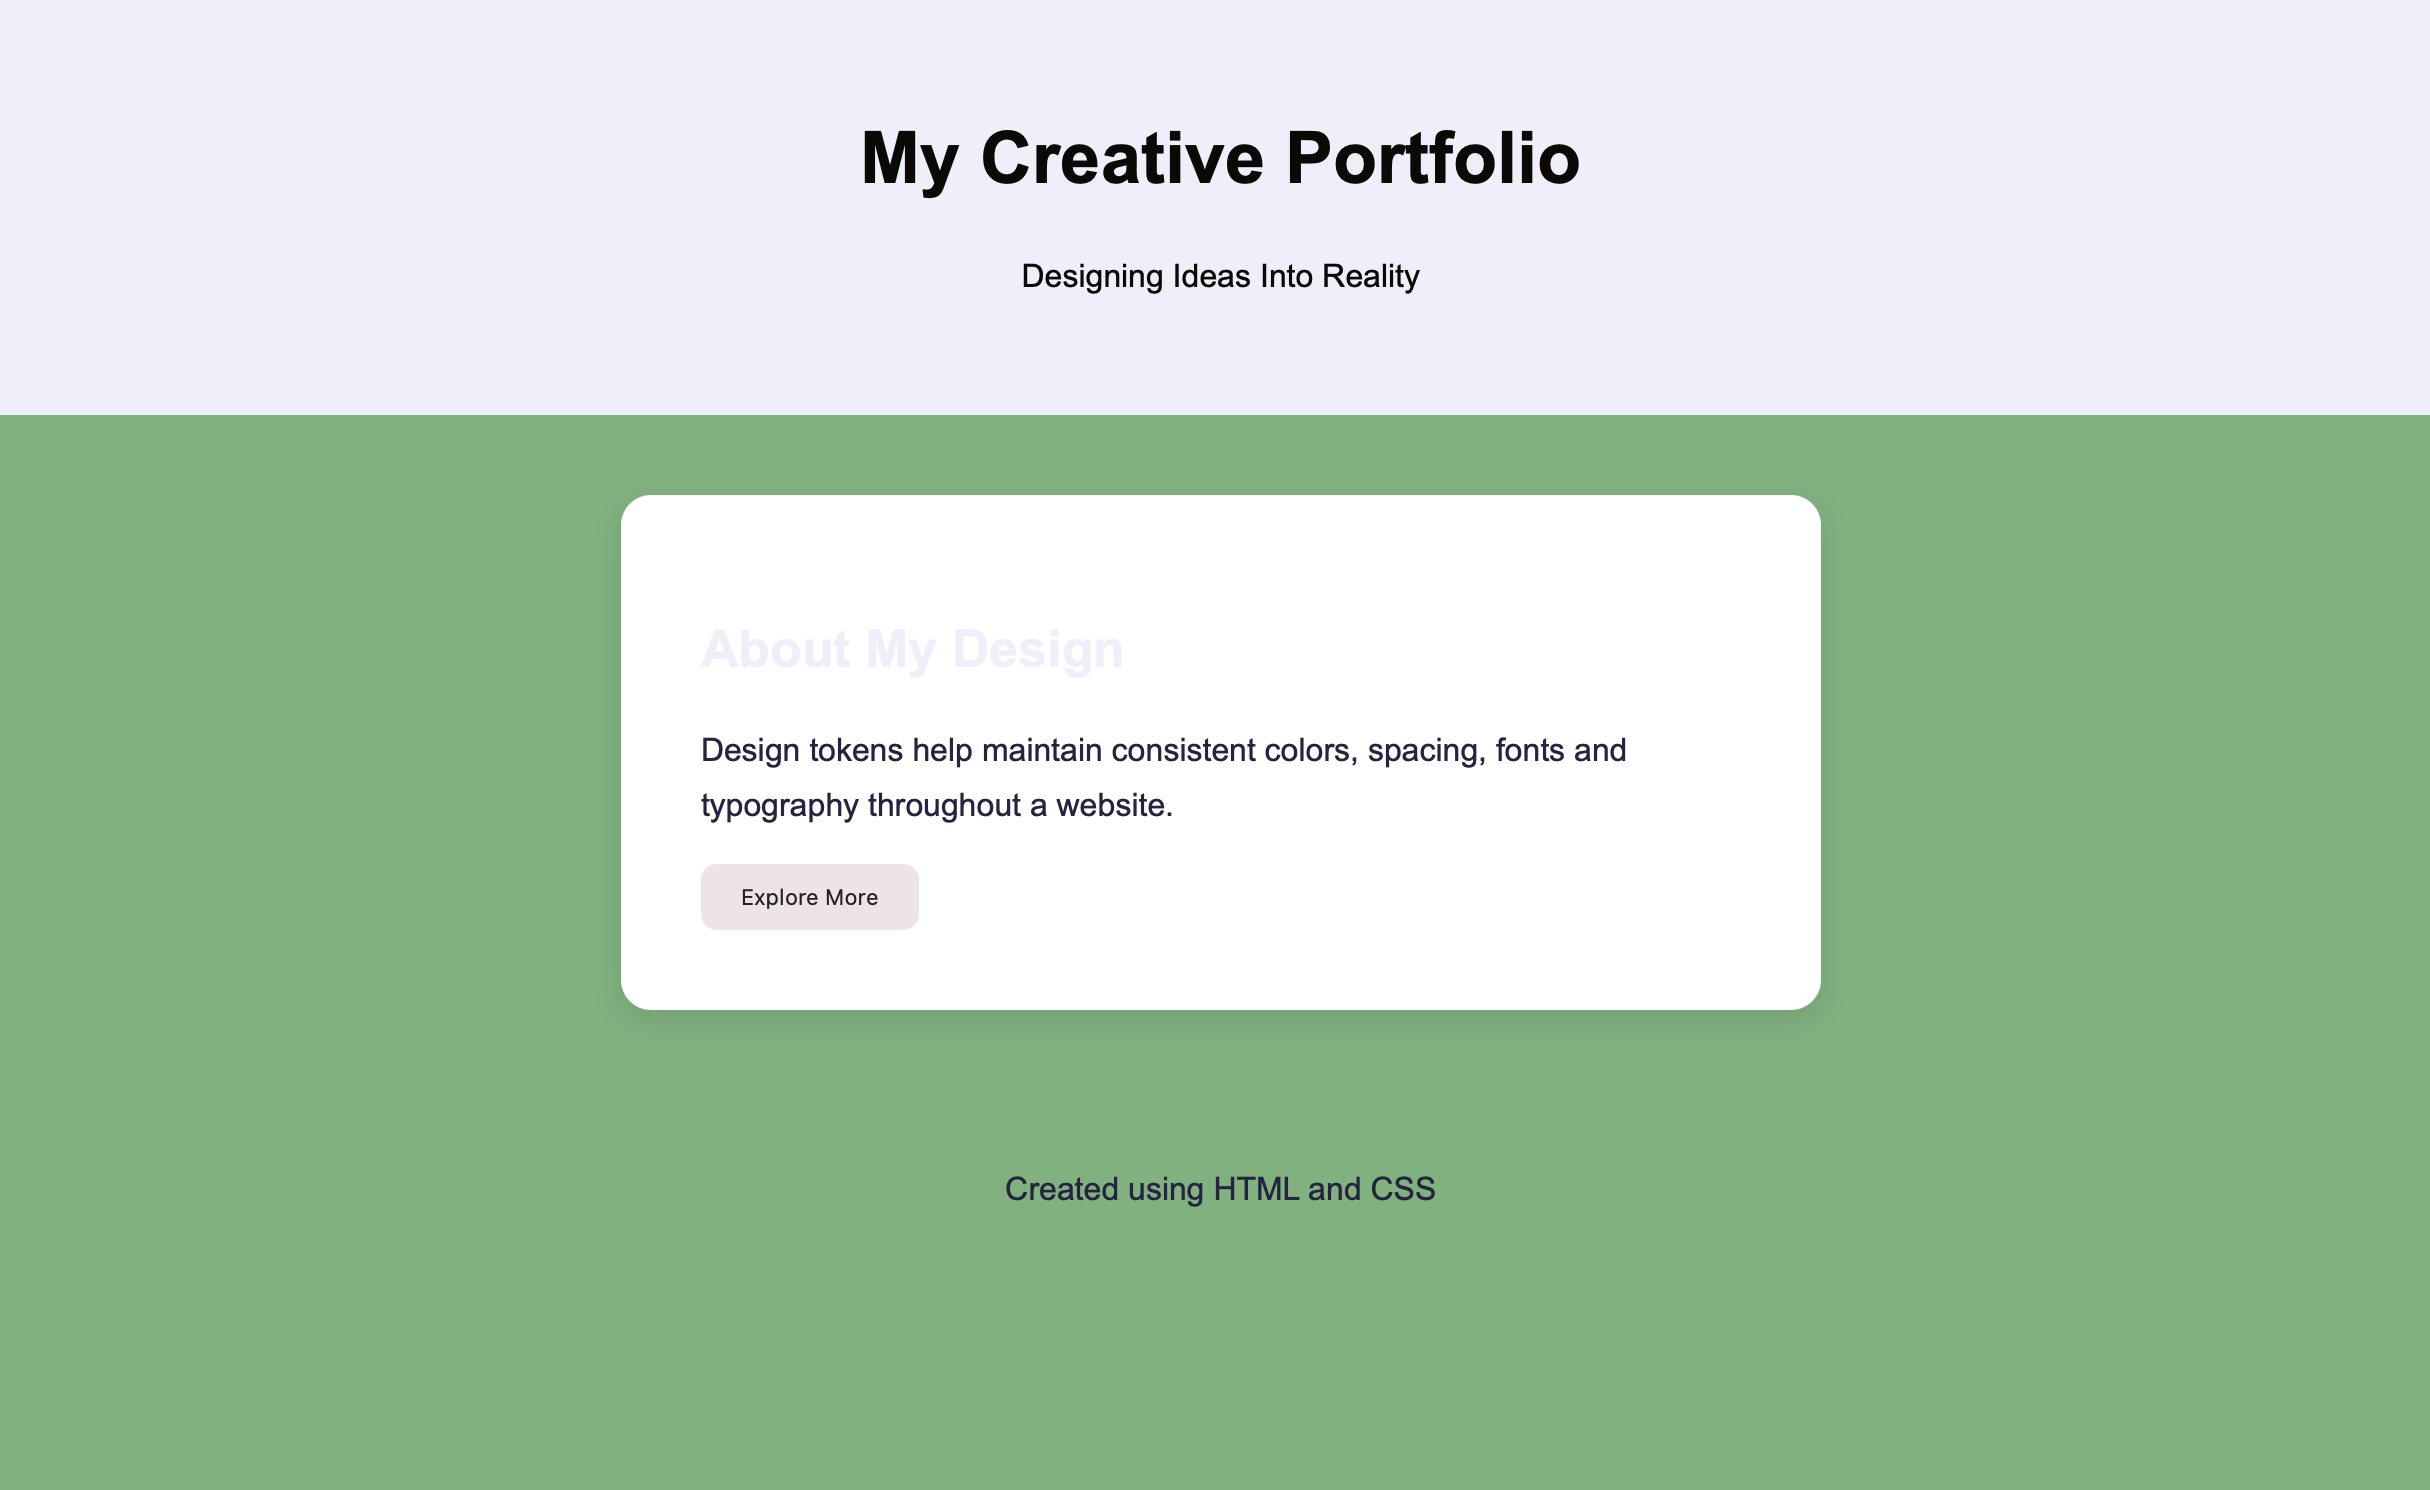 My Creative Portfolio
Designing Ideas Into Reality
About My Design
Design tokens help maintain consistent colors, spacing, fonts and
typography throughout a website.
Explore More
Created using HTML and CSS